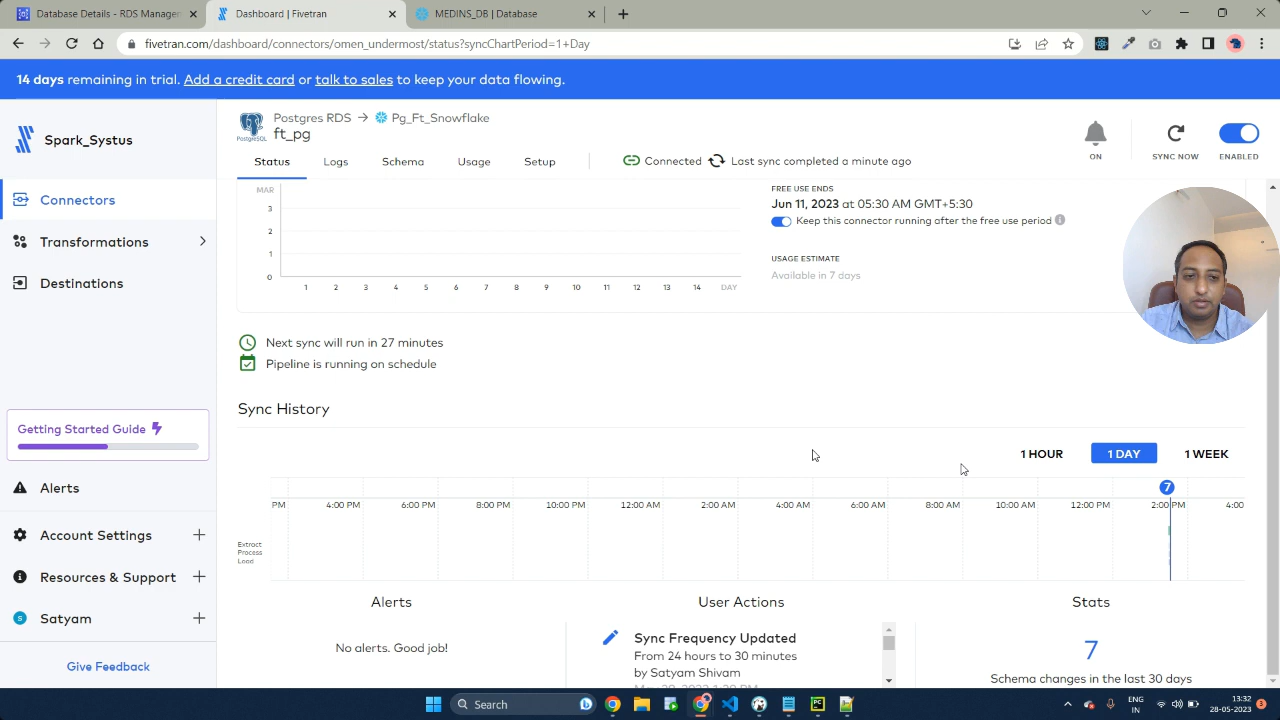 Database Details - RDS Manager
Dashboard | Fivetran
MEDINS_DB | Database
fivetran.com/dashboard/connectors/omen_undermost/status?syncChartPeriod=1+Day
14 days remaining in trial. Add a credit card or talk to sales to keep your data flowing.
Spark_Systus
Connectors
Transformations
Destinations
Getting Started Guide
Alerts
Account Settings
Resources & Support
S
Satyam
Give Feedback
PostgreSQL
Postgres RDS → Pg_Ft_Snowflake
ft_pg
ON
SYNC NOW
ENABLED
Status
Logs
Schema
Usage
Setup
Connected
Last sync completed a minute ago
MAR
3
2
1
0
1 2 3 4 5 6 7 8 9 10 11 12 13 14 DAY
FREE USE ENDS
Jun 11, 2023 at 05:30 AM GMT+5:30
Keep this connector running after the free use period
USAGE ESTIMATE
Available in 7 days
Next sync will run in 27 minutes
Pipeline is running on schedule
Sync History
1 HOUR
1 DAY
1 WEEK
7
PM 4:00 PM 6:00 PM 8:00 PM 10:00 PM 12:00 AM 2:00 AM 4:00 AM 6:00 AM 8:00 AM 10:00 AM 12:00 PM 2:00 PM 4:00
Extract
Process
Load
Alerts
No alerts. Good job!
User Actions
Sync Frequency Updated
From 24 hours to 30 minutes
by Satyam Shivam
Stats
7
Schema changes in the last 30 days
Search
ENG
IN
13:32
28-05-2023
3